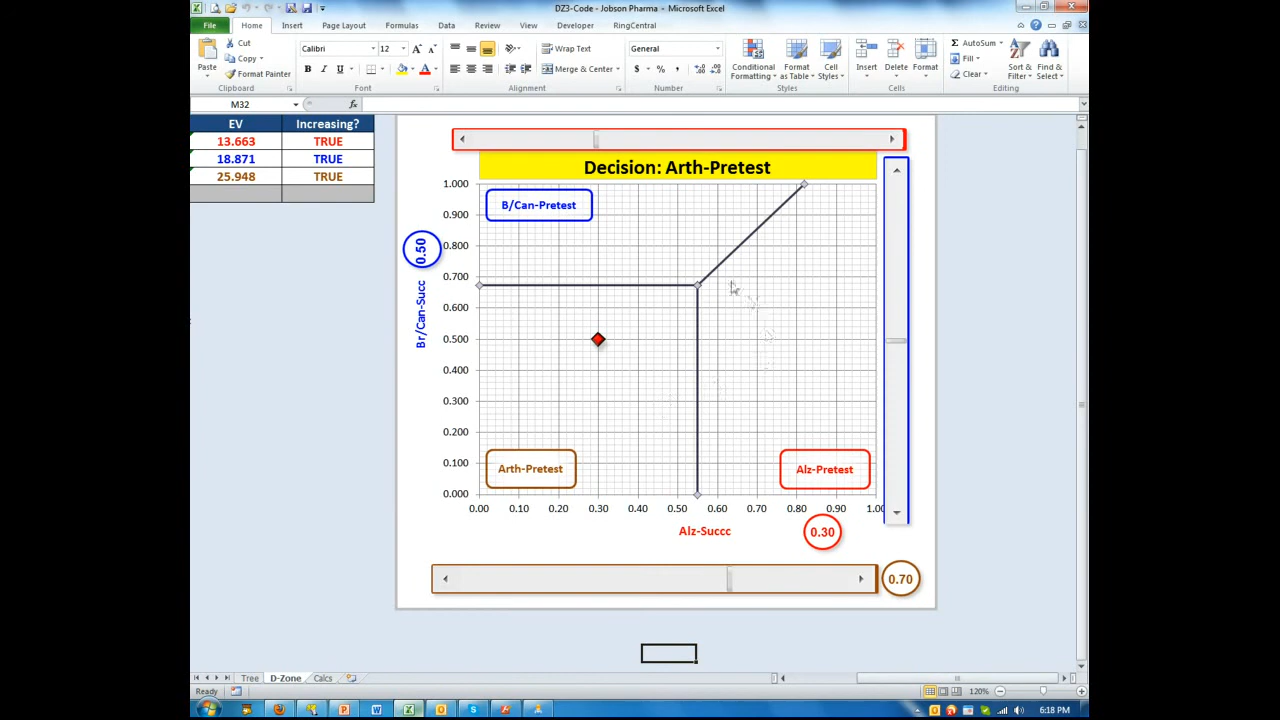 DZ3-Code - Jobson Pharma - Microsoft Excel
File Home Insert Page Layout Formulas Data Review View Developer RingCentral
Paste
Cut
Copy
Format Painter
Clipboard
Calibri 12 A A
B I U A
Font
Wrap Text
Merge & Center
Alignment
General
$ % ,
Number
Conditional Formatting
Format as Table
Cell Styles
Styles
Insert Delete Format
Cells
Σ AutoSum
Fill
Clear
Sort & Filter
Find & Select
Editing
M32 fx
EV Increasing?
13.663 TRUE
18.871 TRUE
25.948 TRUE
Decision: Arth-Pretest
1.000
0.900
0.800
0.700
0.600
0.500
0.400
0.300
0.200
0.100
0.000
B/Can-Pretest
0.50
Br/Can-Succ
Arth-Pretest
Alz-Pretest
0.00 0.10 0.20 0.30 0.40 0.50 0.60 0.70 0.80 0.90 1.00
Alz-Succc
0.30
0.70
Tree D-Zone Calcs
Ready
120%
6:18 PM